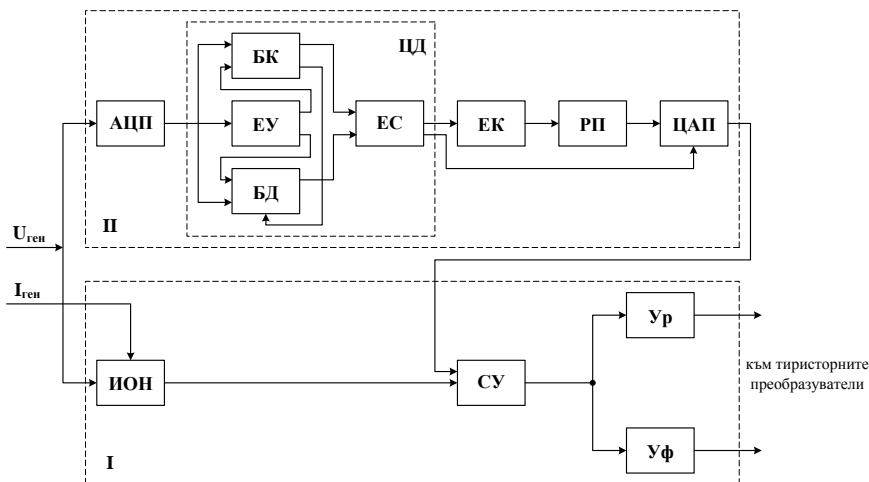 ЦД
БК
АЦП
ЕУ
ЕС
ЕК
РП
ЦАП
БД
II
Uген
Iген
Ур
ИОН
СУ
към тиристорните
преобразуватели
Уф
I